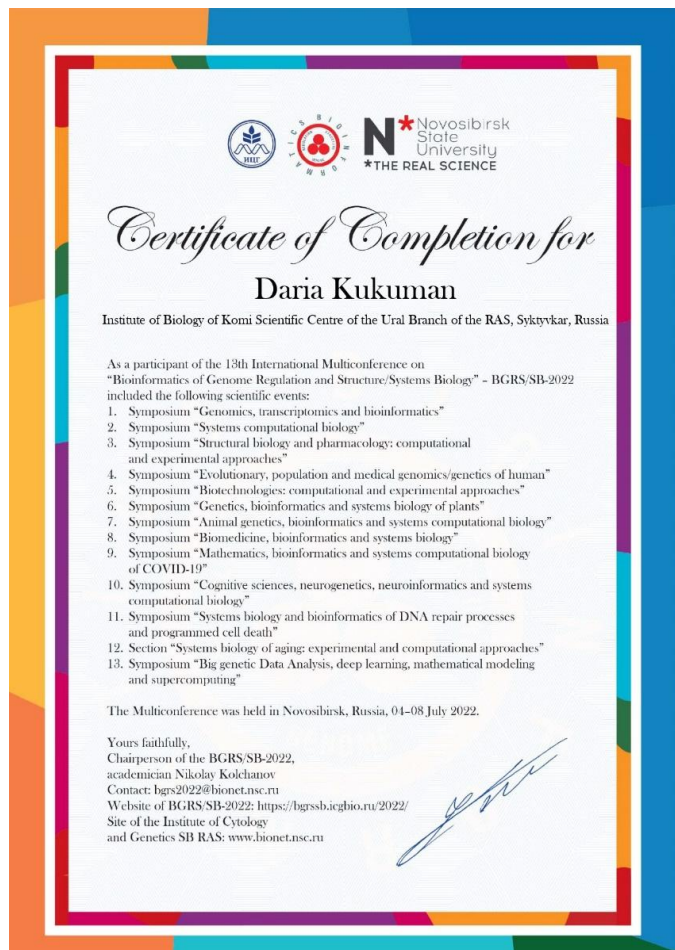 ИЦГ
BIOINFORMATICS
N* Novosibirsk
State
University
*THE REAL SCIENCE
Certificate of Completion for
Daria Kukuman
Institute of Biology of Komi Scientific Centre of the Ural Branch of the RAS, Syktyvkar, Russia
As a participant of the 13th International Multiconference on
“Bioinformatics of Genome Regulation and Structure/Systems Biology” – BGRS/SB-2022
included the following scientific events:
1. Symposium “Genomics, transcriptomics and bioinformatics”
2. Symposium “Systems computational biology”
3. Symposium “Structural biology and pharmacology: computational
and experimental approaches”
4. Symposium “Evolutionary, population and medical genomics/genetics of human”
5. Symposium “Biotechnologies: computational and experimental approaches”
6. Symposium “Genetics, bioinformatics and systems biology of plants”
7. Symposium “Animal genetics, bioinformatics and systems computational biology”
8. Symposium “Biomedicine, bioinformatics and systems biology”
9. Symposium “Mathematics, bioinformatics and systems computational biology
of COVID-19”
10. Symposium “Cognitive sciences, neurogenetics, neuroinformatics and systems
computational biology”
11. Symposium “Systems biology and bioinformatics of DNA repair processes
and programmed cell death”
12. Section “Systems biology of aging: experimental and computational approaches”
13. Symposium “Big genetic Data Analysis, deep learning, mathematical modeling
and supercomputing”
The Multiconference was held in Novosibirsk, Russia, 04–08 July 2022.
Yours faithfully,
Chairperson of the BGRS/SB-2022,
academician Nikolay Kolchanov
Contact: bgrs2022@bionet.nsc.ru
Website of BGRS/SB-2022: https://bgrssb.icgbio.ru/2022/
Site of the Institute of Cytology
and Genetics SB RAS: www.bionet.nsc.ru